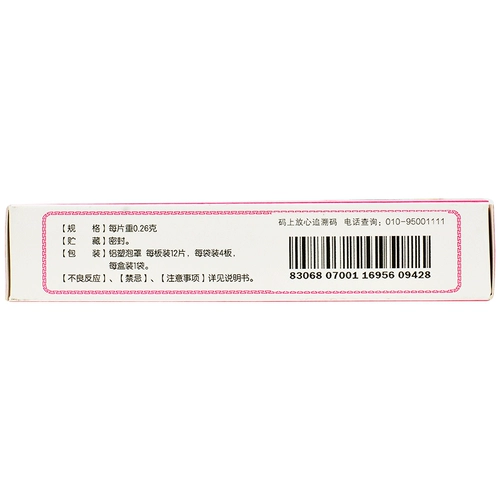 【规　格】每片重0.26克
【贮　藏】密封。
【包　装】铝塑泡罩 每板装12片，每袋装4板，
每盒装1袋。
【不良反应】、【禁忌】、【注意事项】详见说明书。
码上放心追溯码 电话查询：010-95001111
83068 07001 16956 09428